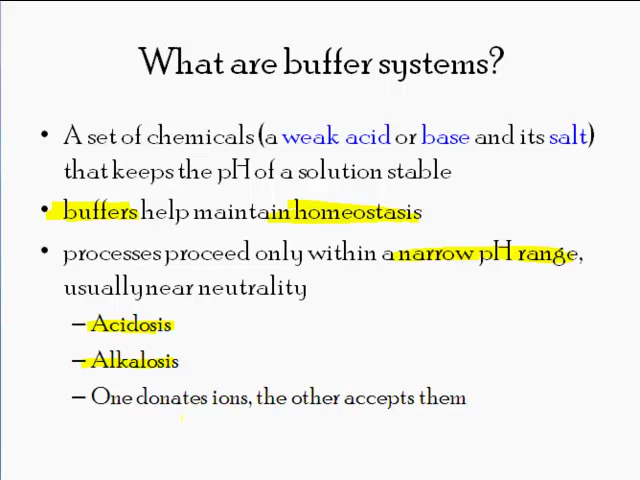 What are buffer systems?
• A set of chemicals (a weak acid or base and its salt)
that keeps the pH of a solution stable
• buffers help maintain homeostasis
• processes proceed only within a narrow pH range,
usually near neutrality
– Acidosis
– Alkalosis
– One donates ions, the other accepts them